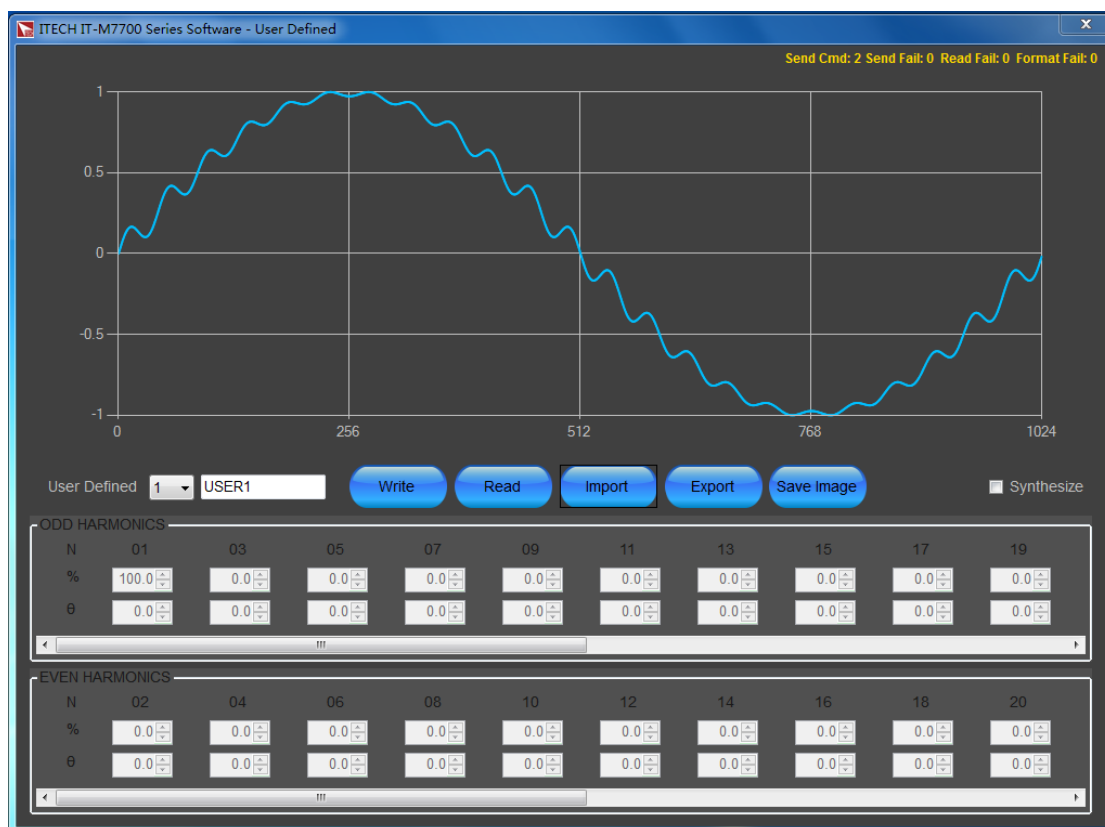 ITECH IT-M7700 Series Software - User Defined
x
Send Cmd: 2 Send Fail: 0 Read Fail: 0 Format Fail: 0
1
0.5
0
-0.5
-1
0 256 512 768 1024
User Defined 1 USER1 Write Read Import Export Save Image Synthesize
ODD HARMONICS
N 01 03 05 07 09 11 13 15 17 19
% 100.0 0.0 0.0 0.0 0.0 0.0 0.0 0.0 0.0 0.0
θ 0.0 0.0 0.0 0.0 0.0 0.0 0.0 0.0 0.0 0.0
EVEN HARMONICS
N 02 04 06 08 10 12 14 16 18 20
% 0.0 0.0 0.0 0.0 0.0 0.0 0.0 0.0 0.0 0.0
θ 0.0 0.0 0.0 0.0 0.0 0.0 0.0 0.0 0.0 0.0